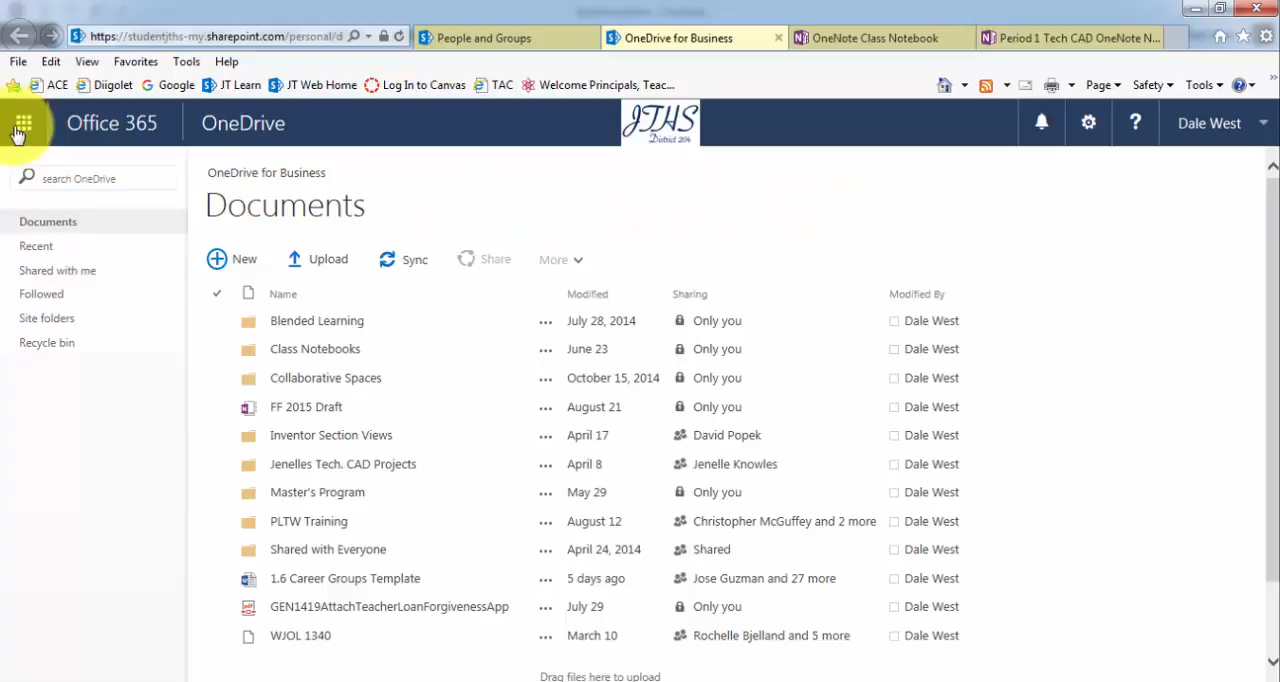 https://studentjths-my.sharepoint.com/personal/d
People and Groups
OneDrive for Business
OneNote Class Notebook
Period 1 Tech CAD OneNote N...
File Edit View Favorites Tools Help
ACE Diigolet Google JT Learn JT Web Home Log In to Canvas TAC Welcome Principals, Teac...
Page Safety Tools
Office 365 OneDrive JTHS District 204 ? Dale West
search OneDrive
Documents
Recent
Shared with me
Followed
Site folders
Recycle bin
OneDrive for Business
Documents
New Upload Sync Share More
Name Modified Sharing Modified By
Blended Learning ... July 28, 2014 Only you Dale West
Class Notebooks ... June 23 Only you Dale West
Collaborative Spaces ... October 15, 2014 Only you Dale West
FF 2015 Draft ... August 21 Only you Dale West
Inventor Section Views ... April 17 David Popek Dale West
Jenelles Tech. CAD Projects ... April 8 Jenelle Knowles Dale West
Master's Program ... May 29 Only you Dale West
PLTW Training ... August 12 Christopher McGuffey and 2 more Dale West
Shared with Everyone ... April 24, 2014 Shared Dale West
1.6 Career Groups Template ... 5 days ago Jose Guzman and 27 more Dale West
GEN1419AttachTeacherLoanForgivenessApp ... July 29 Only you Dale West
WJOL 1340 ... March 10 Rochelle Bjelland and 5 more Dale West
Drag files here to upload